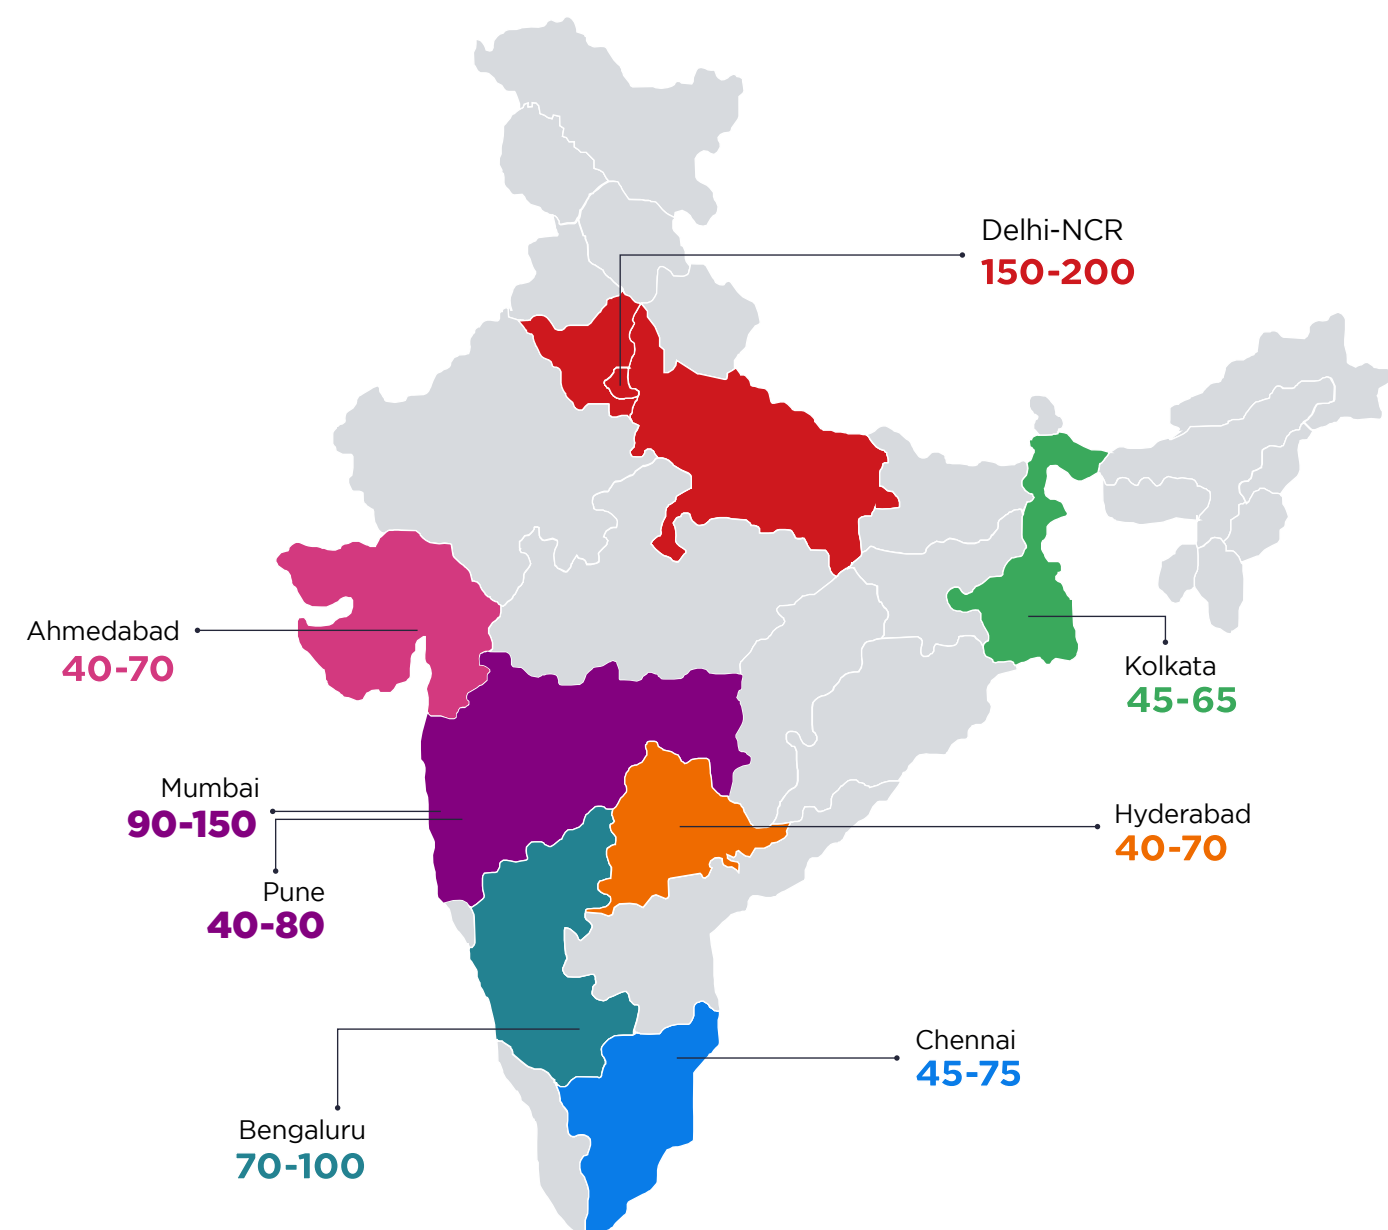 Delhi-NCR
150-200
Ahmedabad
40-70
Kolkata
45-65
Mumbai
90-150
Pune
40-80
Hyderabad
40-70
Chennai
45-75
Bengaluru
70-100